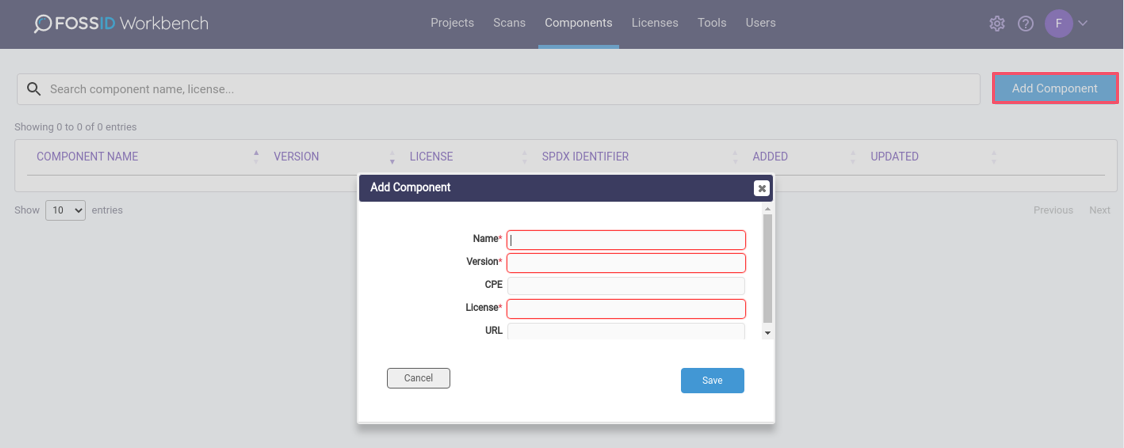 FOSSID Workbench
Projects Scans Components Licenses Tools Users
F
Search component name, license...
Add Component
Showing 0 to 0 of 0 entries
COMPONENT NAME VERSION LICENSE SPDX IDENTIFIER ADDED UPDATED
Show 10 entries
Previous Next
Add Component
Name*
Version*
CPE
License*
URL
Cancel
Save